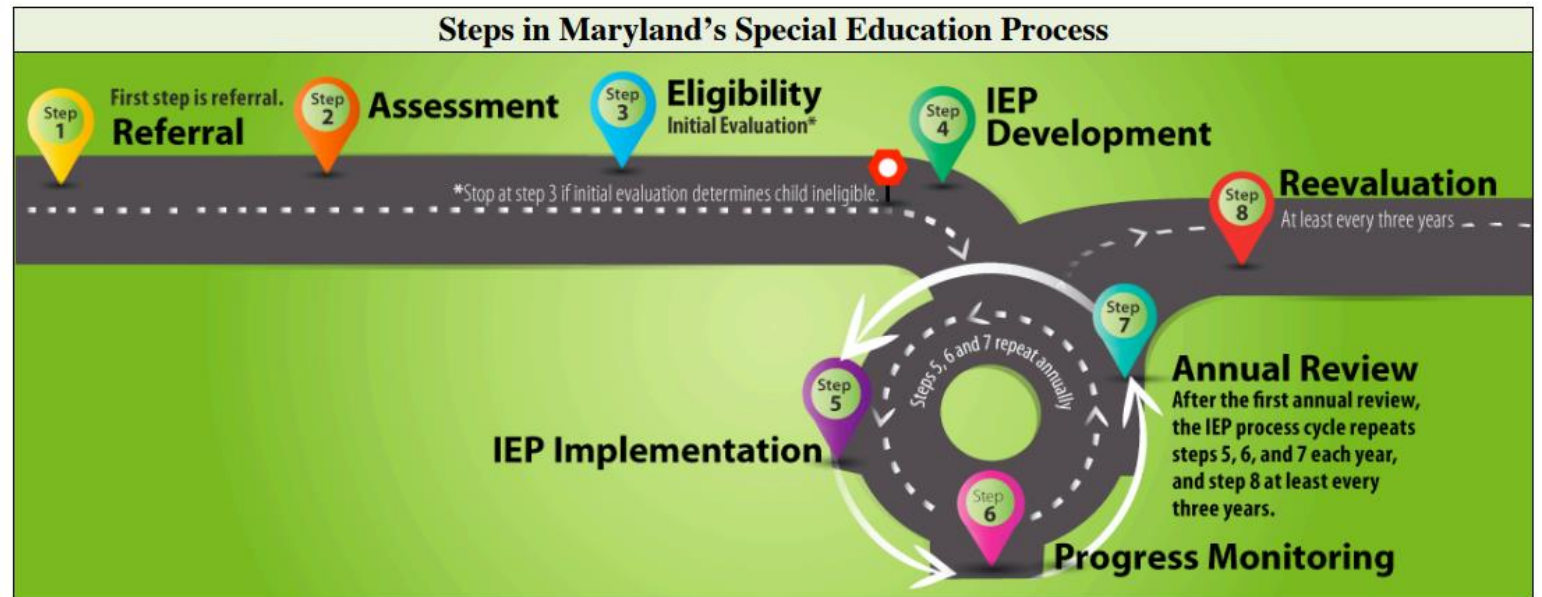 Steps in Maryland's Special Education Process
Step
1
First step is referral.
Referral
Step
2
Assessment
Step
3
Eligibility
Initial Evaluation*
*Stop at step 3 if initial evaluation determines child ineligible.
Step
4
IEP
Development
Step
5
IEP Implementation
Step
6
Progress Monitoring
Steps 5, 6 and 7 repeat annually
Step
7
Annual Review
After the first annual review,
the IEP process cycle repeats
steps 5, 6, and 7 each year,
and step 8 at least every
three years.
Step
8
Reevaluation
At least every three years